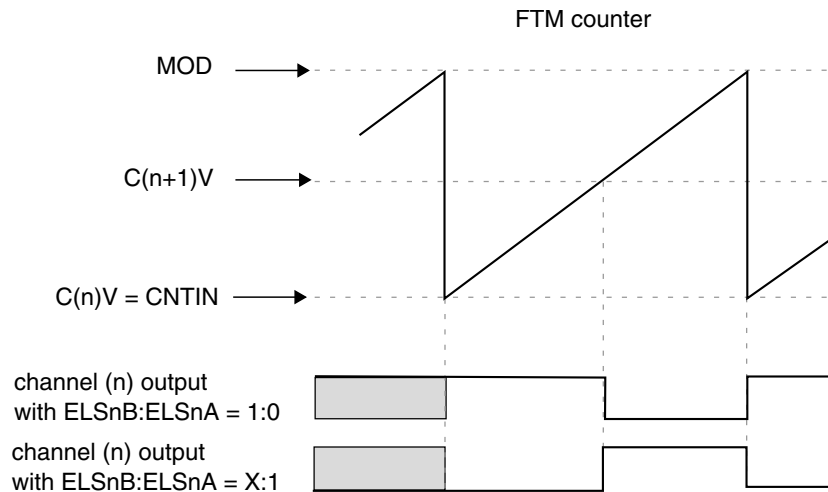 FTM counter
MOD
C(n+1)V
C(n)V = CNTIN
channel (n) output
with ELSnB:ELSnA = 1:0
channel (n) output
with ELSnB:ELSnA = X:1